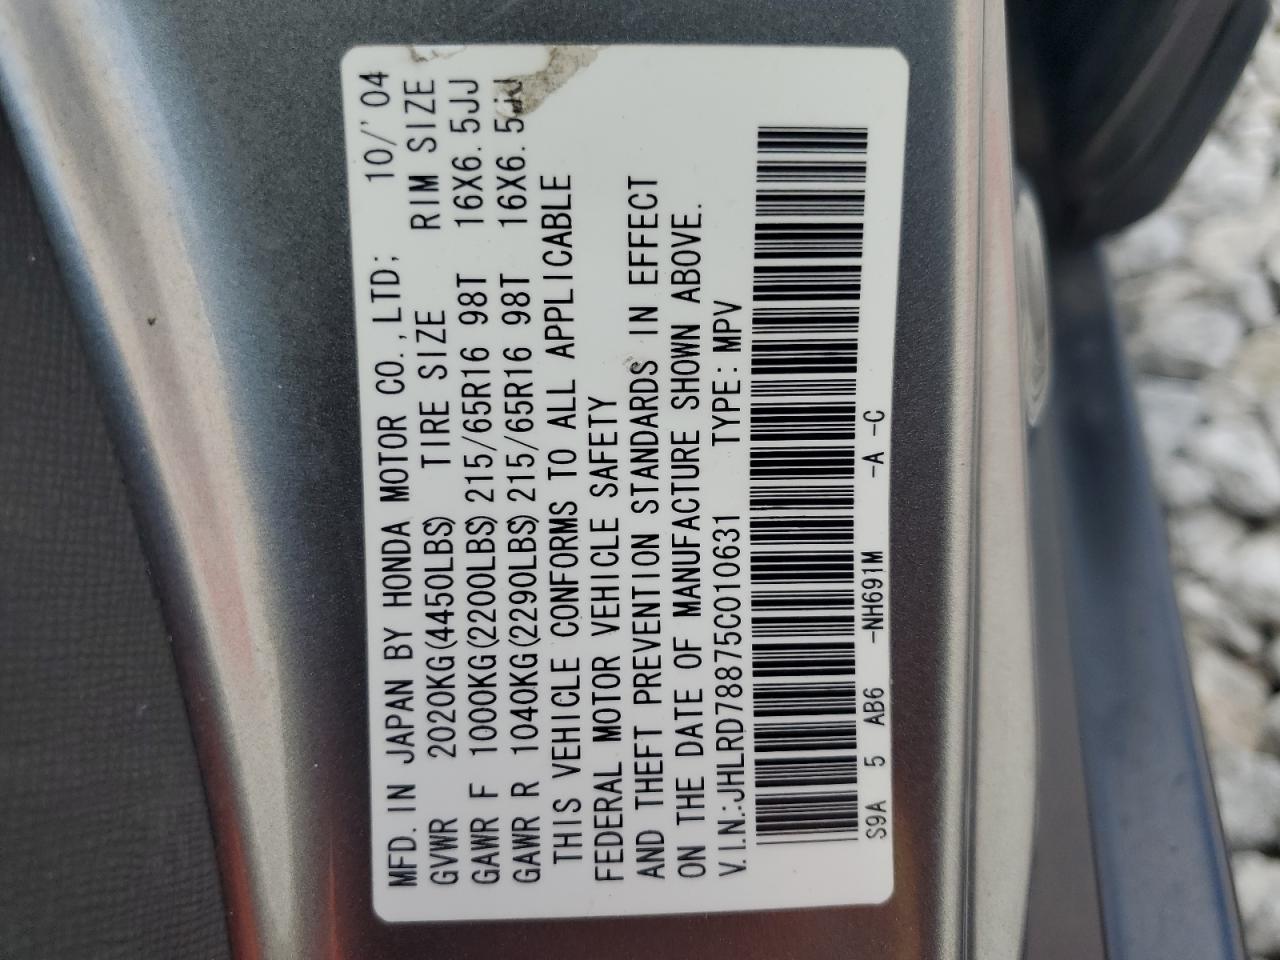 MFD. IN JAPAN BY HONDA MOTOR CO., LTD: 10/'04
GVWR 2020KG(4450LBS) TIRE SIZE RIM SIZE
GAWR F 1000KG(2200LBS) 215/65R16 98T 16X6.5JJ
GAWR R 1040KG(2290LBS) 215/65R16 98T 16X6.5JJ
THIS VEHICLE CONFORMS TO ALL APPLICABLE
FEDERAL MOTOR VEHICLE SAFETY
AND THEFT PREVENTION STANDARDS IN EFFECT
ON THE DATE OF MANUFACTURE SHOWN ABOVE.
V.I.N.:JHLRD78875C010631 TYPE: MPV
S9A 5 AB6 -NH691M -A -C